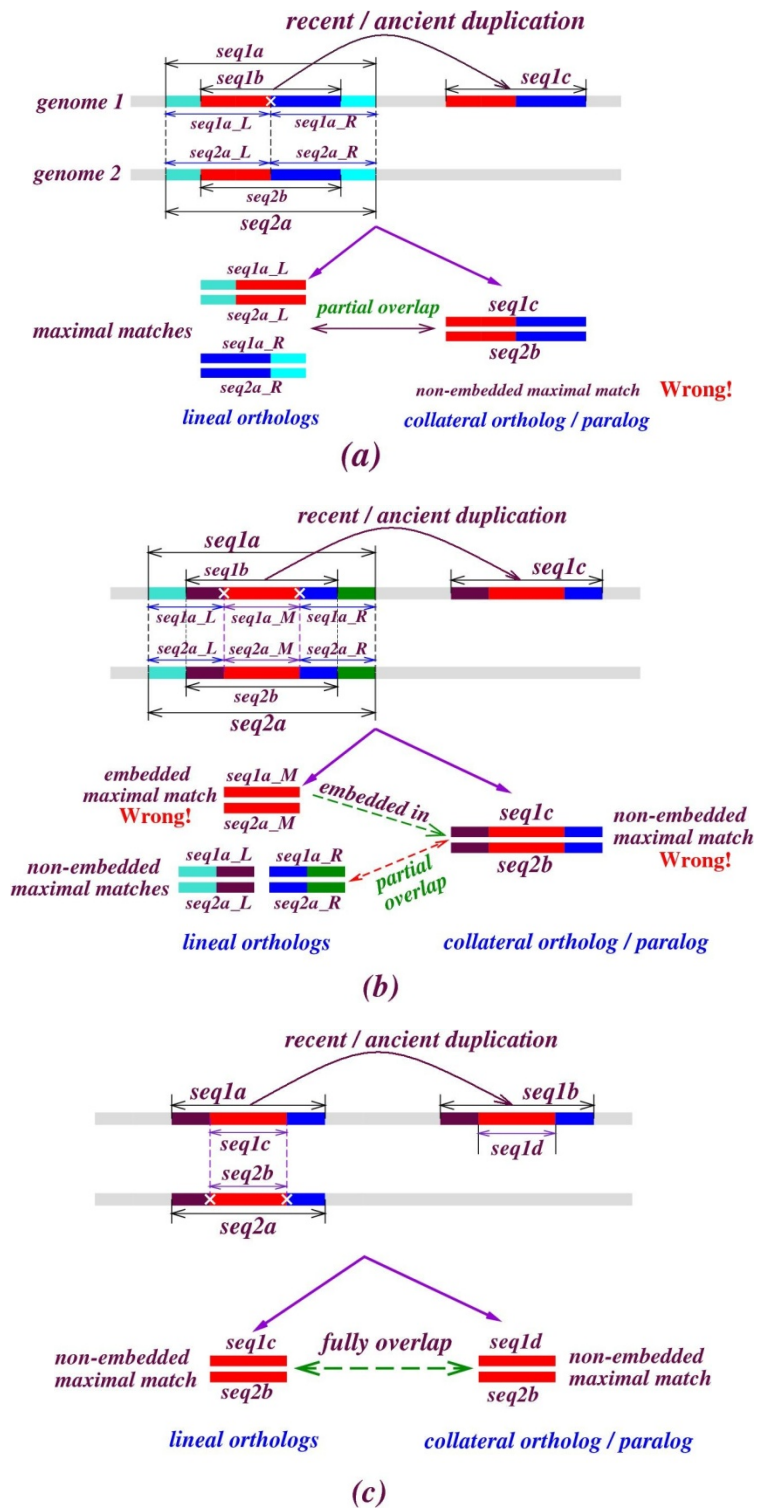 recent / ancient duplication
seq1a
seq1b
seq1c
genome 1
seq1a_L
seq1a_R
seq2a_L
seq2a_R
genome 2
seq2b
seq2a
seq1a_L
seq2a_L
partial overlap
seq1c
seq2b
maximal matches
seq1a_R
seq2a_R
non-embedded maximal match Wrong!
lineal orthologs
collateral ortholog / paralog
(a)
recent / ancient duplication
seq1a
seq1b
seq1c
seq1a_L
seq1a_M
seq1a_R
seq2a_L
seq2a_M
seq2a_R
seq2b
seq2a
embedded
maximal match
Wrong!
seq1a_M
seq2a_M
embedded in
seq1c
seq2b
non-embedded
maximal match
Wrong!
non-embedded
maximal matches
seq1a_L
seq2a_L
seq1a_R
seq2a_R
partial
overlap
lineal orthologs
collateral ortholog / paralog
(b)
recent / ancient duplication
seq1a
seq1b
seq1c
seq1d
seq2b
seq2a
non-embedded
maximal match
seq1c
seq2b
fully overlap
seq1d
seq2b
non-embedded
maximal match
lineal orthologs
collateral ortholog / paralog
(c)